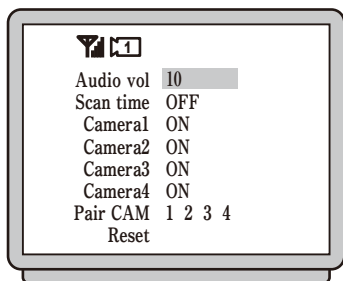 1
Audio vol 10
Scan time OFF
Camera1 ON
Camera2 ON
Camera3 ON
Camera4 ON
Pair CAM 1 2 3 4
Reset